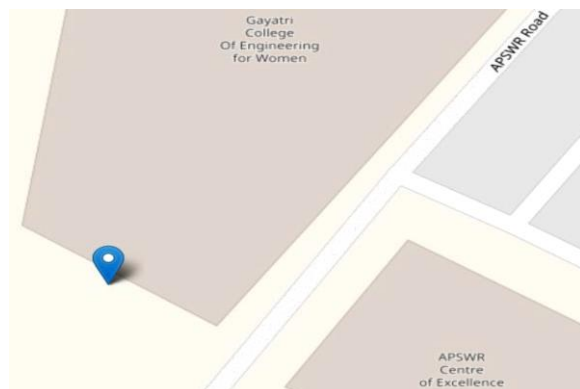 Gayatri
College
Of Engineering
for Women
APSWR Road
APSWR
Centre
of Excellence